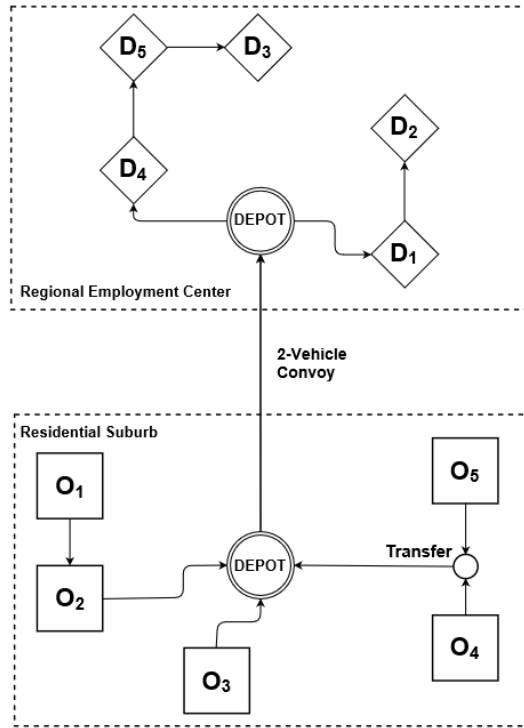 D₅
D₃
D₂
D₄
DEPOT
D₁
Regional Employment Center
2-Vehicle
Convoy
Residential Suburb
O₁
O₅
Transfer
DEPOT
O₂
O₄
O₃